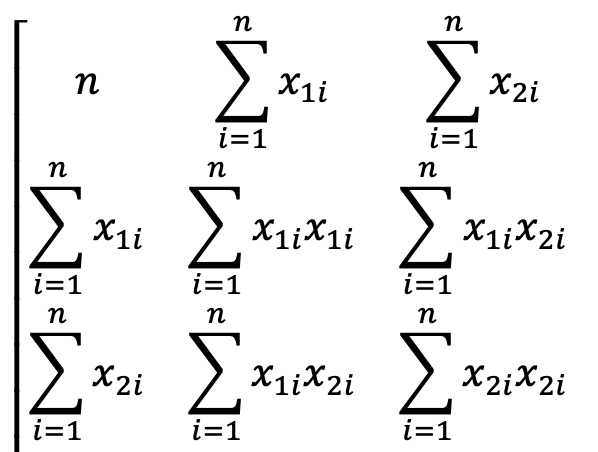 n ∑_{i=1}^{n} x_{1i} ∑_{i=1}^{n} x_{2i}
∑_{i=1}^{n} x_{1i} ∑_{i=1}^{n} x_{1i}x_{1i} ∑_{i=1}^{n} x_{1i}x_{2i}
∑_{i=1}^{n} x_{2i} ∑_{i=1}^{n} x_{1i}x_{2i} ∑_{i=1}^{n} x_{2i}x_{2i}